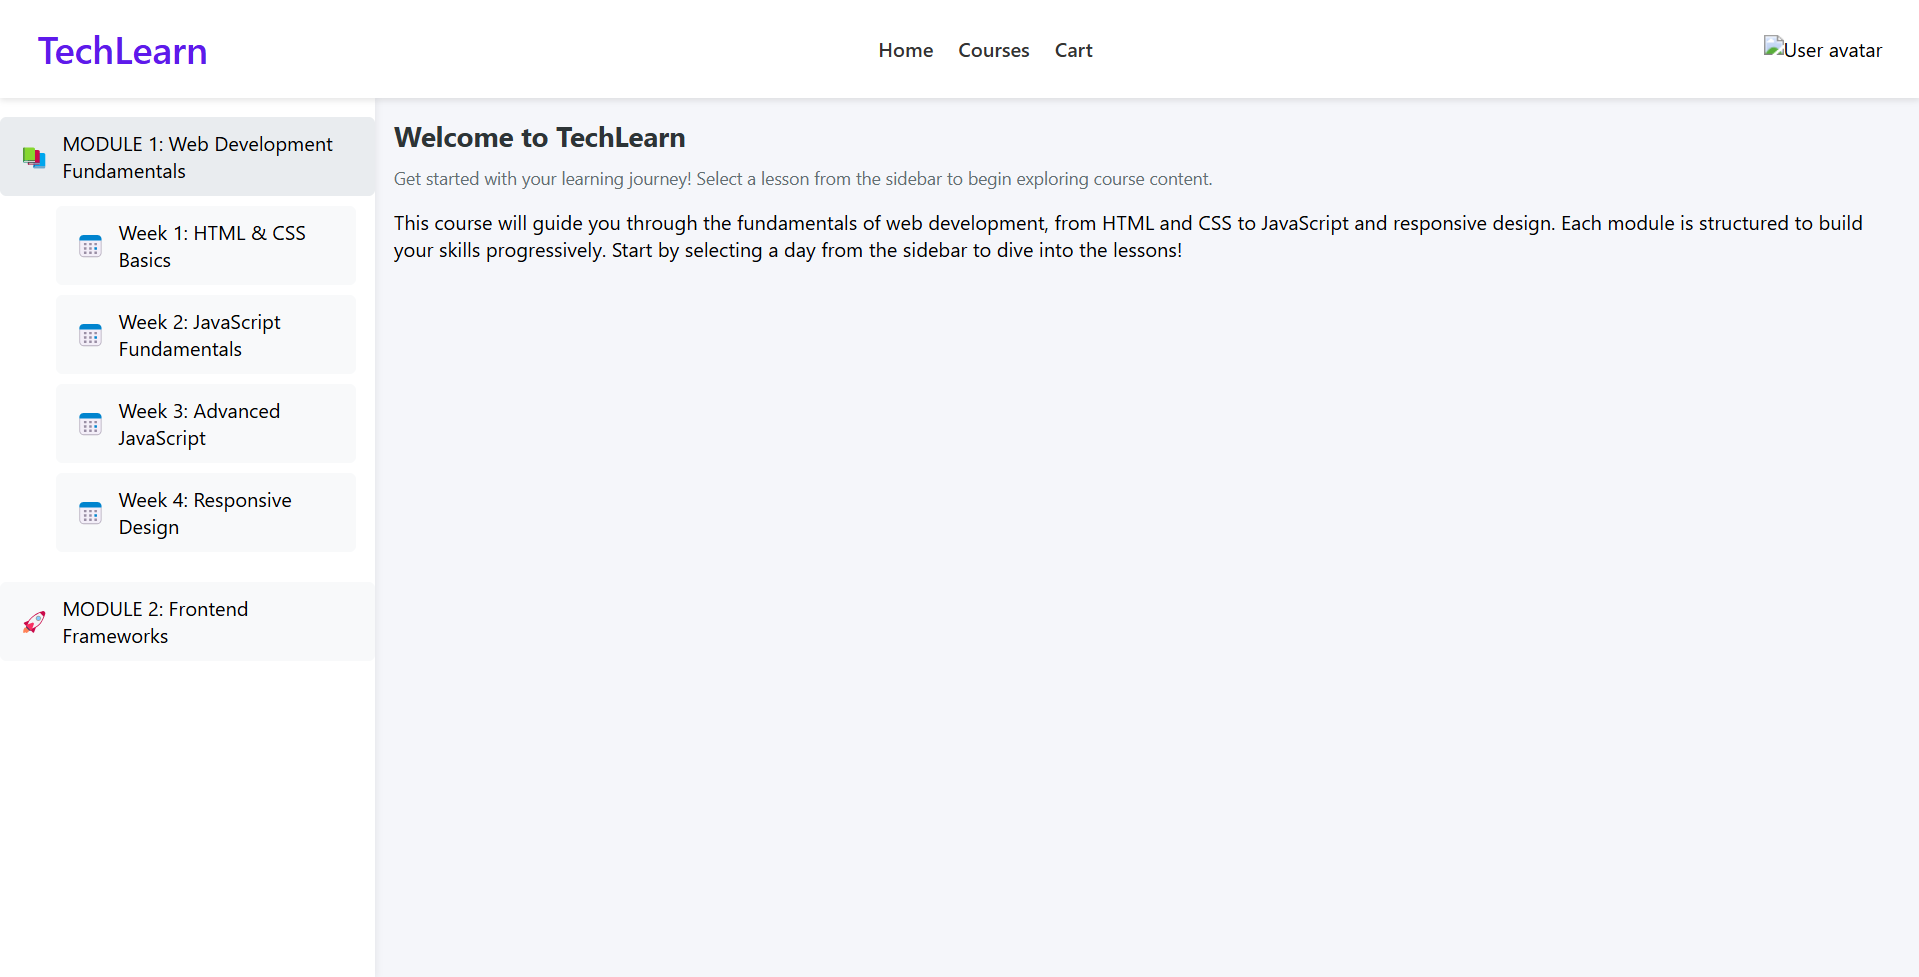 TechLearn
Home Courses Cart
User avatar
MODULE 1: Web Development
Fundamentals
Week 1: HTML & CSS
Basics
Week 2: JavaScript
Fundamentals
Week 3: Advanced
JavaScript
Week 4: Responsive
Design
MODULE 2: Frontend
Frameworks
Welcome to TechLearn
Get started with your learning journey! Select a lesson from the sidebar to begin exploring course content.
This course will guide you through the fundamentals of web development, from HTML and CSS to JavaScript and responsive design. Each module is structured to build
your skills progressively. Start by selecting a day from the sidebar to dive into the lessons!